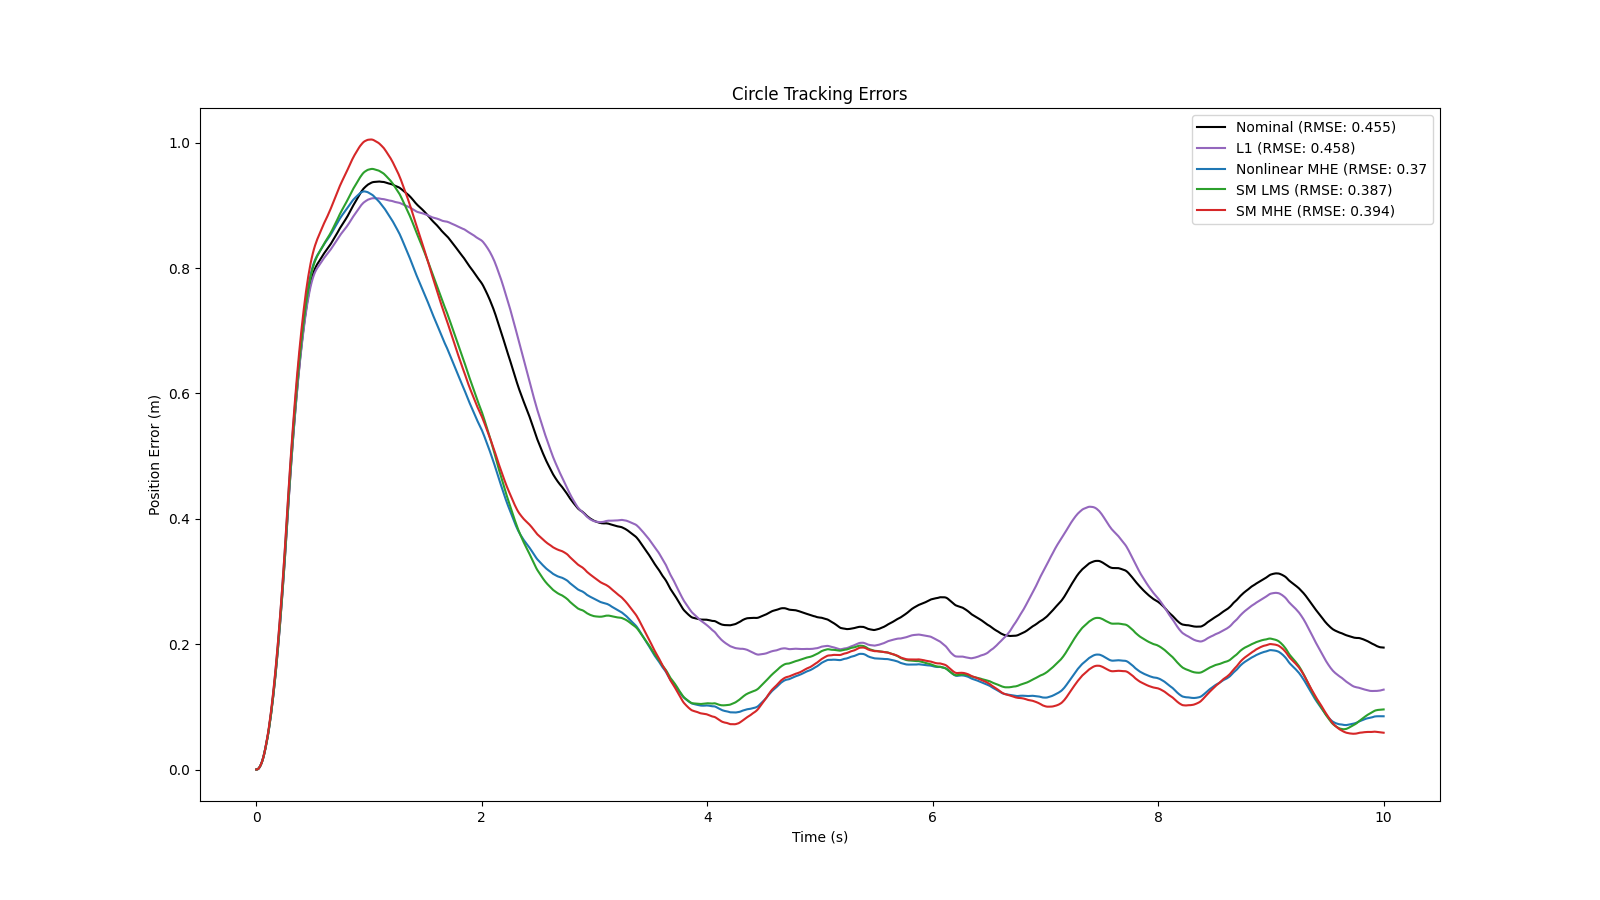 Circle Tracking Errors
Nominal (RMSE: 0.455)
L1 (RMSE: 0.458)
Nonlinear MHE (RMSE: 0.37
SM LMS (RMSE: 0.387)
SM MHE (RMSE: 0.394)
Position Error (m)
1.0
0.8
0.6
0.4
0.2
0.0
0 2 4 6 8 10
Time (s)